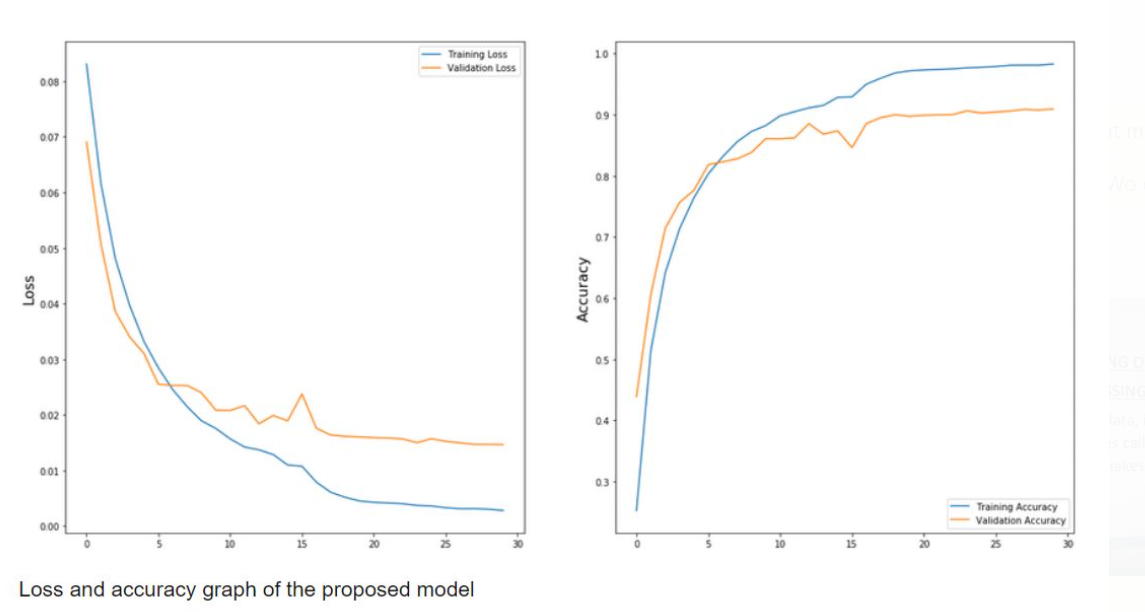 Training Loss
Validation Loss
Loss
0.08
0.07
0.06
0.05
0.04
0.03
0.02
0.01
0.00
0 5 10 15 20 25 30
Accuracy
1.0
0.9
0.8
0.7
0.6
0.5
0.4
0.3
Training Accuracy
Validation Accuracy
0 5 10 15 20 25 30
Loss and accuracy graph of the proposed model